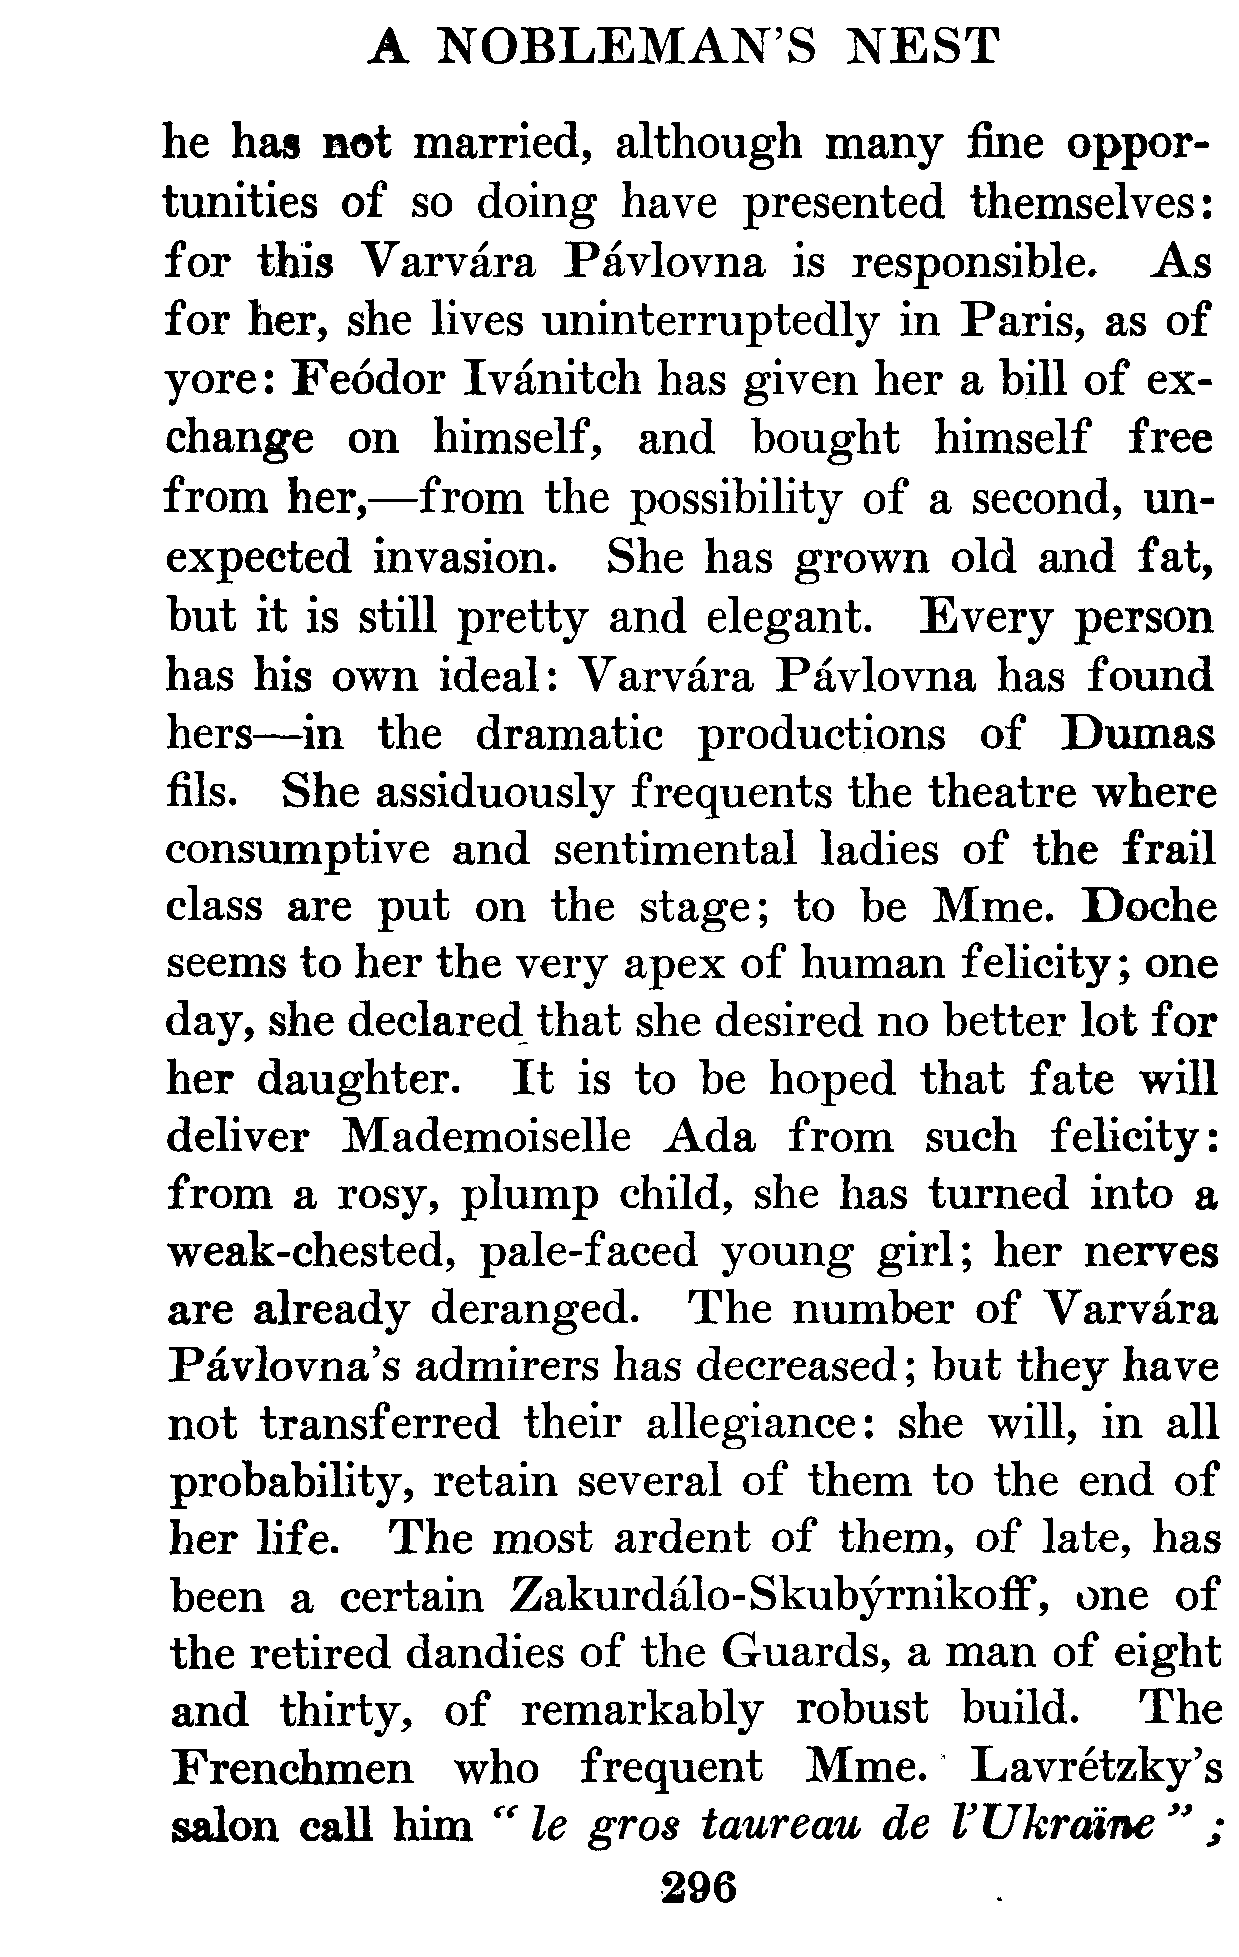 A NOBLEMAN'S NEST
he has not married, although many fine oppor-
tunities of so doing have presented themselves:
for this Varvára Pávlovna is responsible. As
for her, she lives uninterruptedly in Paris, as of
yore: Feódor Ivánitch has given her a bill of ex-
change on himself, and bought himself free
from her,—from the possibility of a second, un-
expected invasion. She has grown old and fat,
but it is still pretty and elegant. Every person
has his own ideal: Varvára Pávlovna has found
hers—in the dramatic productions of Dumas
fils. She assiduously frequents the theatre where
consumptive and sentimental ladies of the frail
class are put on the stage; to be Mme. Doche
seems to her the very apex of human felicity; one
day, she declared that she desired no better lot for
her daughter. It is to be hoped that fate will
deliver Mademoiselle Ada from such felicity:
from a rosy, plump child, she has turned into a
weak-chested, pale-faced young girl; her nerves
are already deranged. The number of Varvára
Pávlovna's admirers has decreased; but they have
not transferred their allegiance: she will, in all
probability, retain several of them to the end of
her life. The most ardent of them, of late, has
been a certain Zakurdálo-Skubýrnikoff, one of
the retired dandies of the Guards, a man of eight
and thirty, of remarkably robust build. The
Frenchmen who frequent Mme. Lavrétzky's
salon call him "le gros taureau de l'Ukraïne";
296